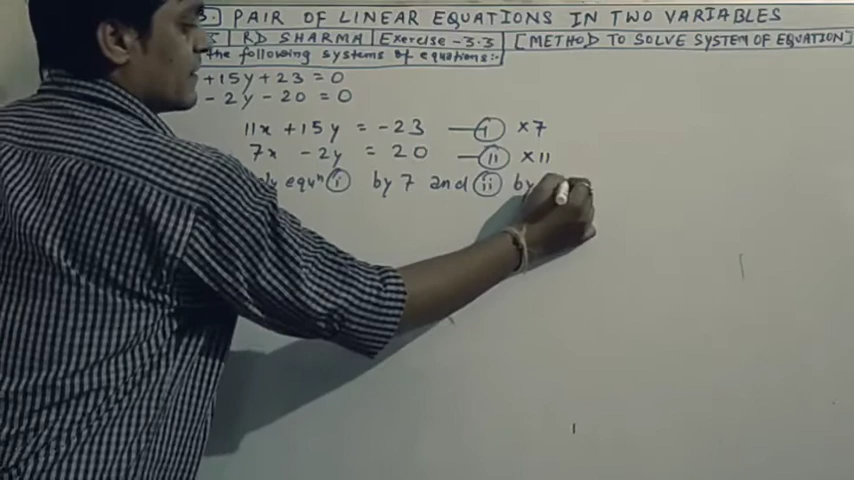 3. PAIR OF LINEAR EQUATIONS IN TWO VARIABLES
RD SHARMA Exercise-3.3 [METHOD TO SOLVE SYSTEM OF EQUATION]
the following systems of equations:-
+15y+23=0
-2y-20=0
11x+15y=-23 —(i) ×7
7x-2y=20 —(ii) ×11
equⁿ (i) by 7 and (ii) by